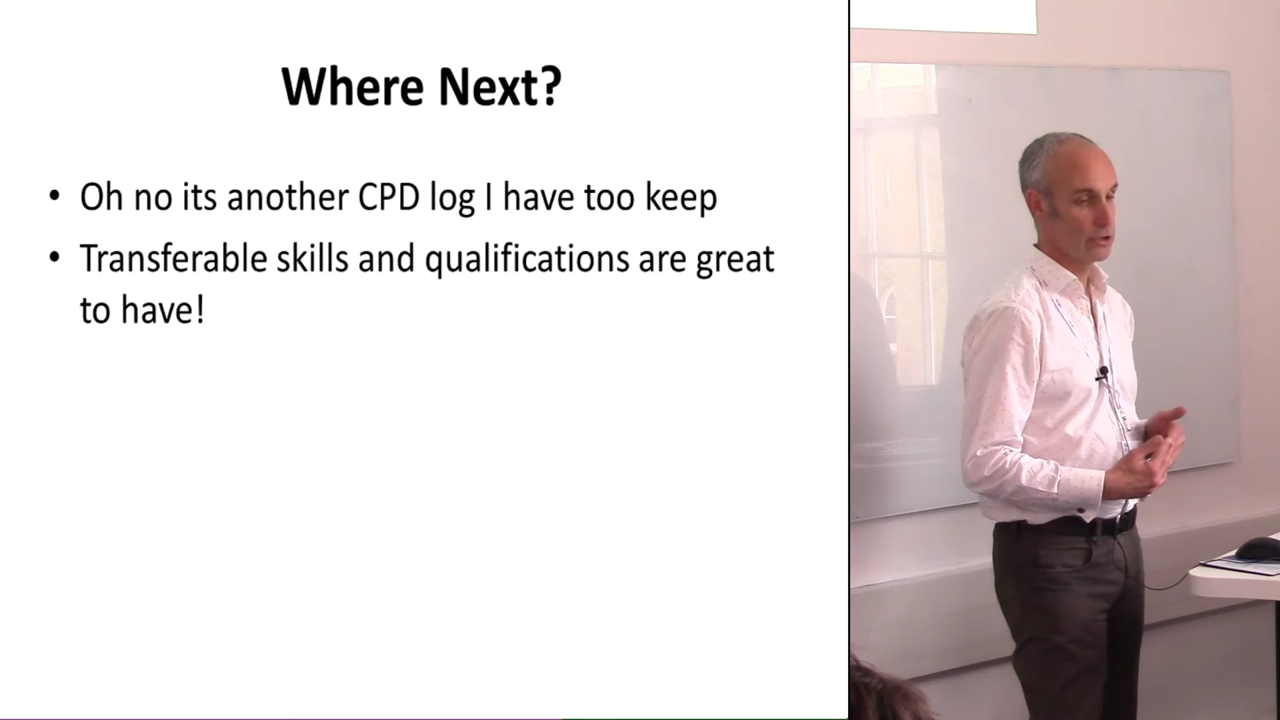 Where Next?
• Oh no its another CPD log I have too keep
• Transferable skills and qualifications are great
to have!